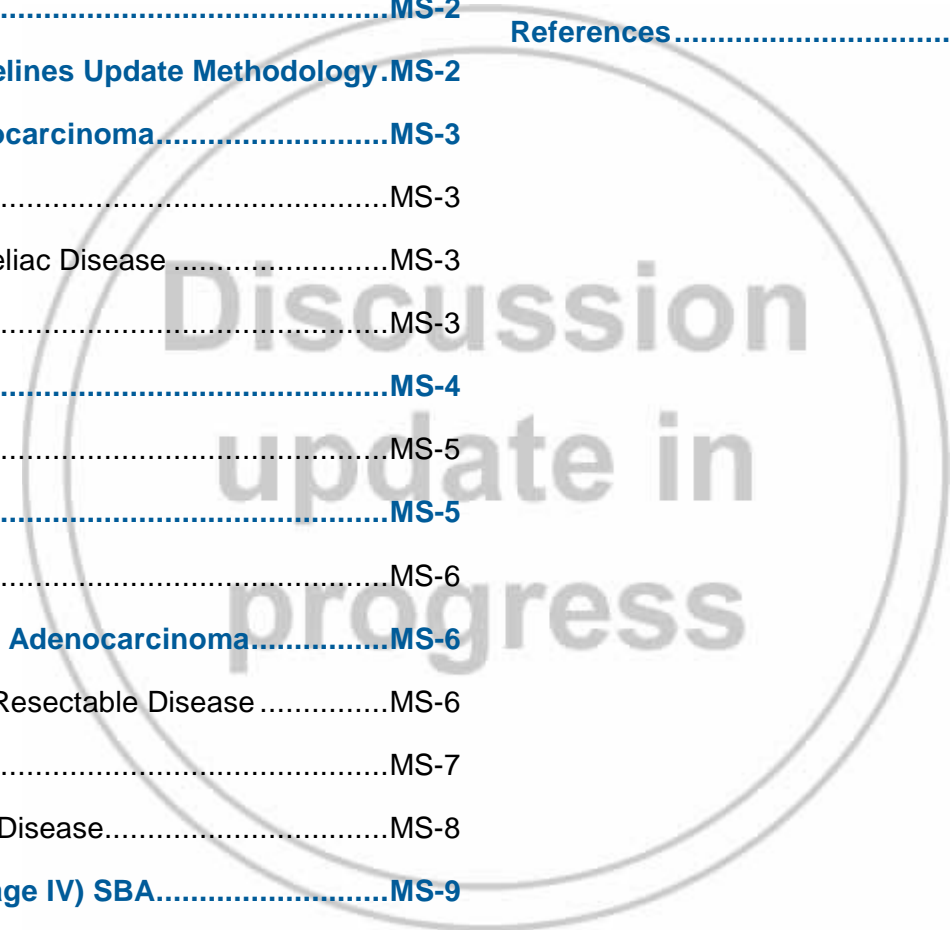 MS-2
elines Update Methodology.MS-2
ocarcinoma...........................MS-3
................................................MS-3
eliac Disease .........................MS-3
................................................MS-3
................................................MS-4
................................................MS-5
................................................MS-5
................................................MS-6
Adenocarcinoma................MS-6
Resectable Disease ...............MS-6
................................................MS-7
Disease.................................MS-8
age IV) SBA...........................MS-9
References................................
Discussion
update in
progress